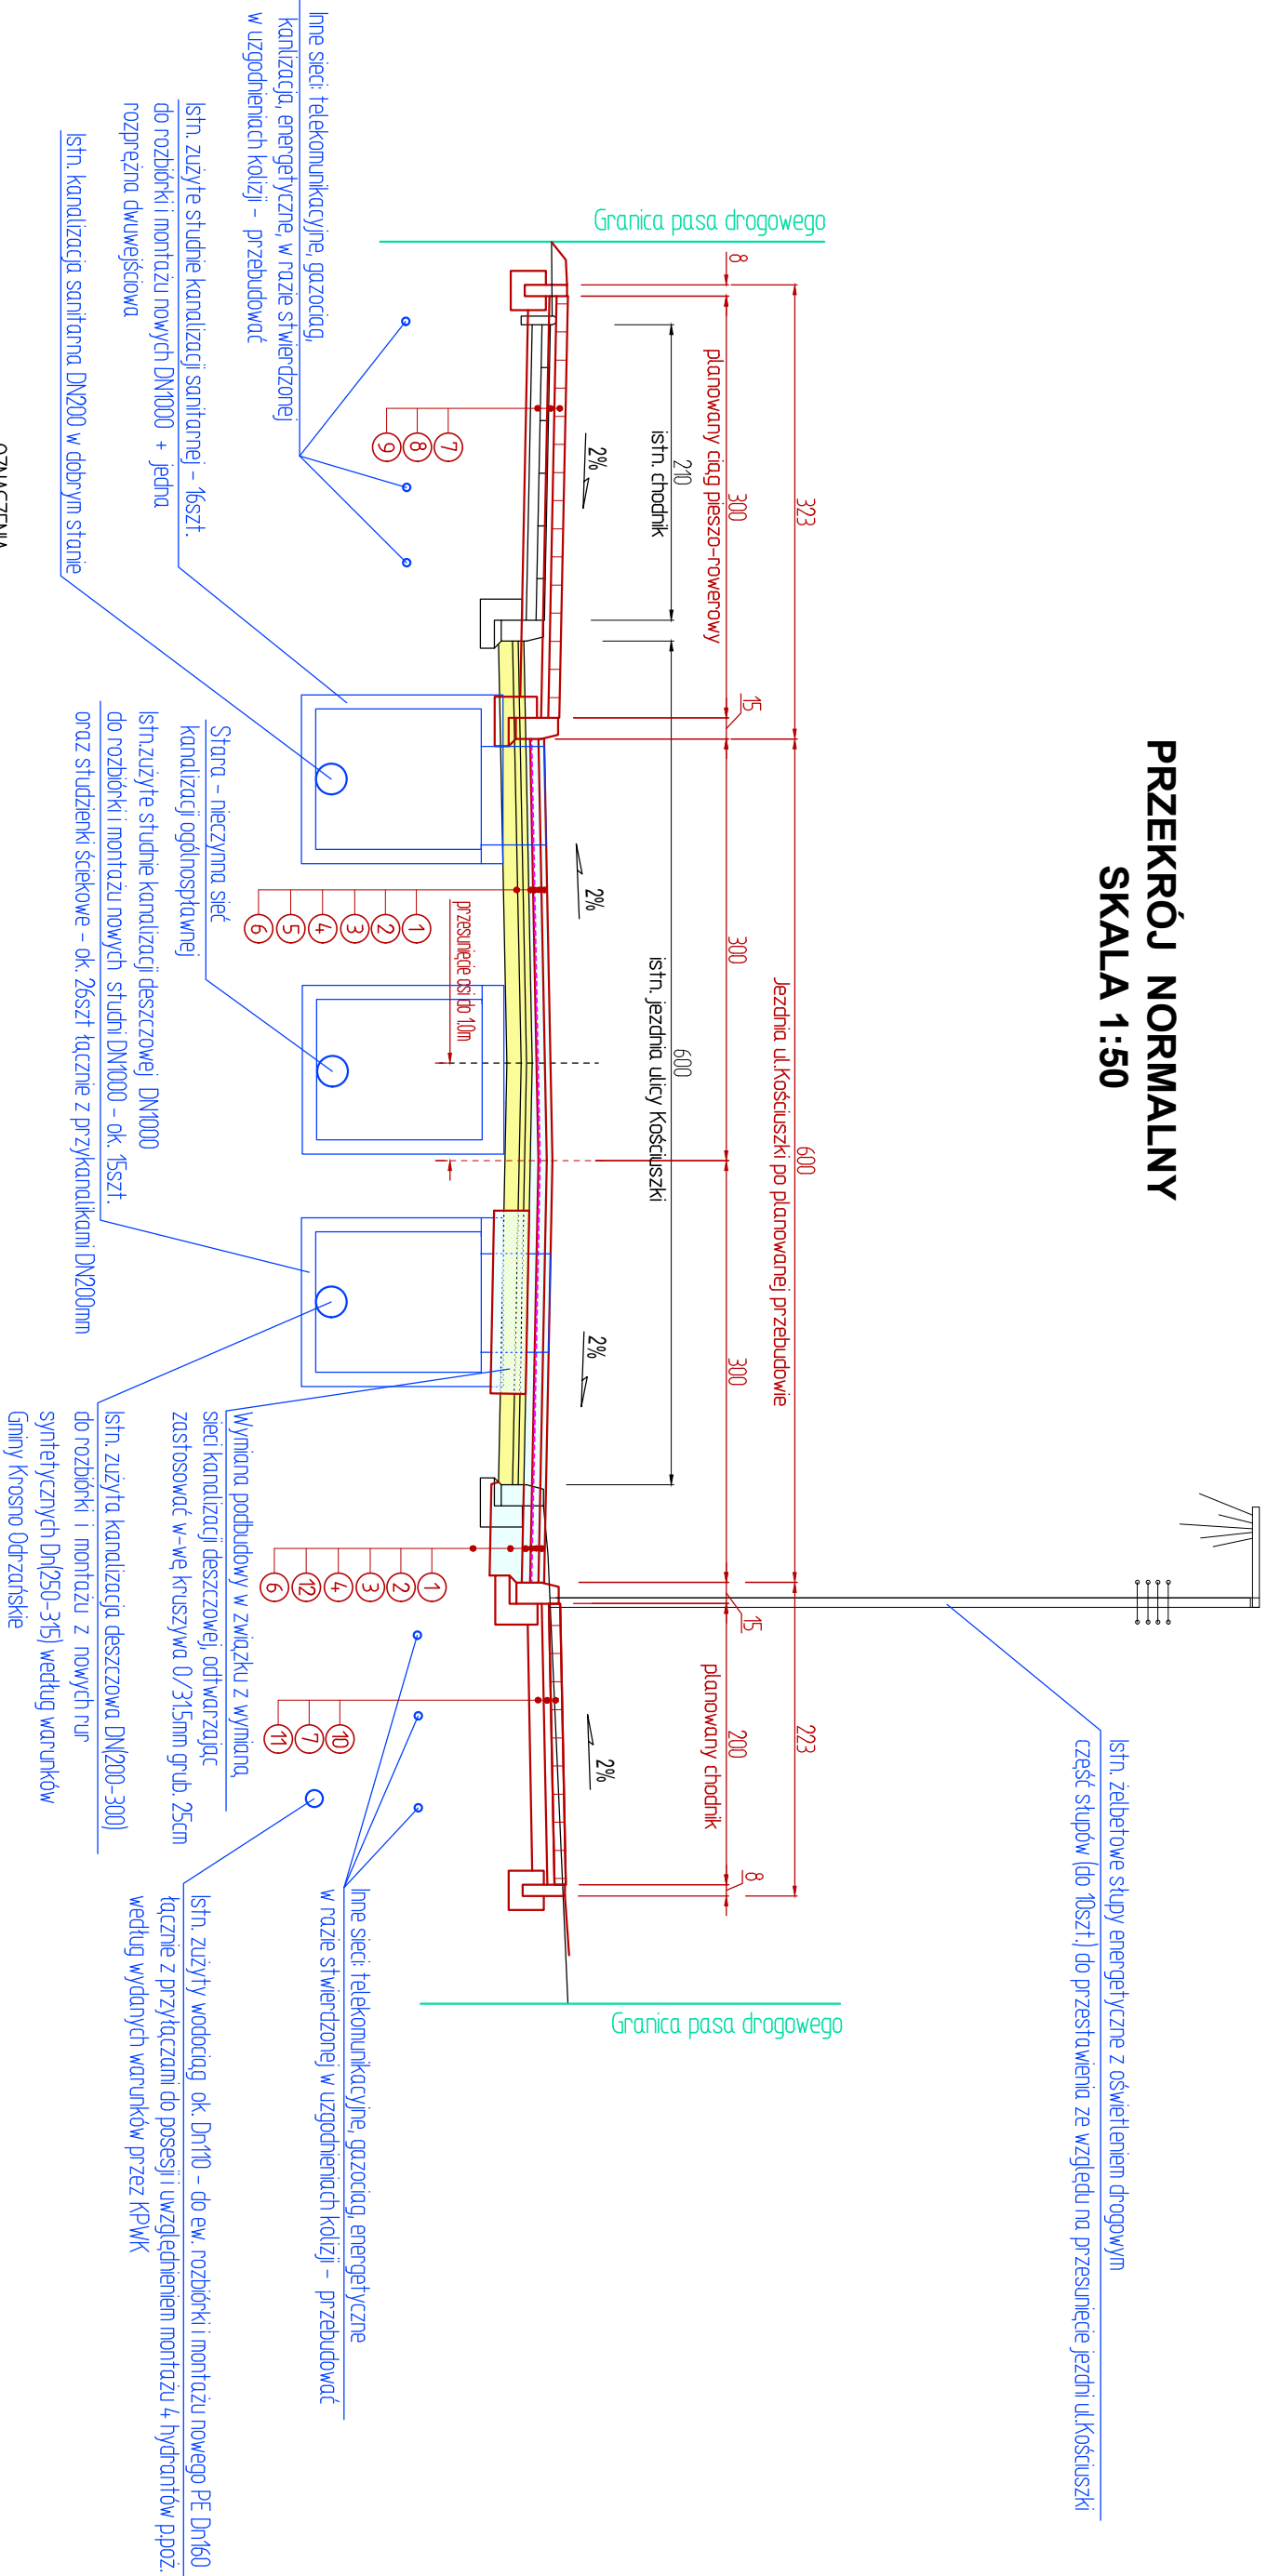 PRZEKRÓJ NORMALNY
SKALA 1:50
Istn. żelbetowe słupy energetyczne z oświetleniem drogowym
część słupów (do 10szt.) do przestawienia ze względu na przesunięcie jezdni ul.Kościuszki
Granica pasa drogowego
Granica pasa drogowego
323
600
223
Jezdnia ul.Kościuszki po planowanej przebudowie
8
300
15
300
300
15
200
8
planowany ciąg pieszo-rowerowy
planowany chodnik
210
istn. chodnik
600
istn. jezdnia ulicy Kościuszki
2%
2%
2%
2%
przesunięcie osi do 1.0m
7
8
9
1
2
3
4
5
6
1
2
3
4
12
6
10
7
11
Inne sieci: telekomunikacyjne, gazociąg,
kanlizacja, energetyczne, w razie stwierdzonej
w uzgodnieniach kolizji - przebudować
Istn. zużyte studnie kanalizacji sanitarnej - 16szt.
do rozbiórki i montażu nowych DN1000 + jedna
rozprężna dwuwejściowa
Istn. kanalizacja sanitarna DN200 w dobrym stanie
Stara - nieczynna sieć
kanalizacji ogólnospławnej
Istn.zużyte studnie kanalizacji deszczowej DN1000
do rozbiórki i montażu nowych studni DN1000 - ok. 15szt.
oraz studzienki ściekowe - ok. 26szt łącznie z przykanalikami DN200mm
Wymiana podbudowy w związku z wymianą
sieci kanalizacji deszczowej, odtwarzając
zastosować w-wę kruszywa 0/31.5mm grub. 25cm
Istn. zużyta kanalizacja deszczowa DN(200-300)
do rozbiórki i montażu z nowych rur
syntetycznych Dn(250-315) według warunków
Gminy Krosno Odrzańskie
Inne sieci: telekomunikacyjne, gazociąg, energetyczne
w razie stwierdzonej w uzgodnieniach kolizji - przebudować
Istn. zużyty wodociąg ok. Dn110 - do ew. rozbiórki i montażu nowego PE Dn160
łącznie z przyłączami do posesji i uwzględnieniem montażu 4 hydrantów p.poż.
według wydanych warunków przez KPWK